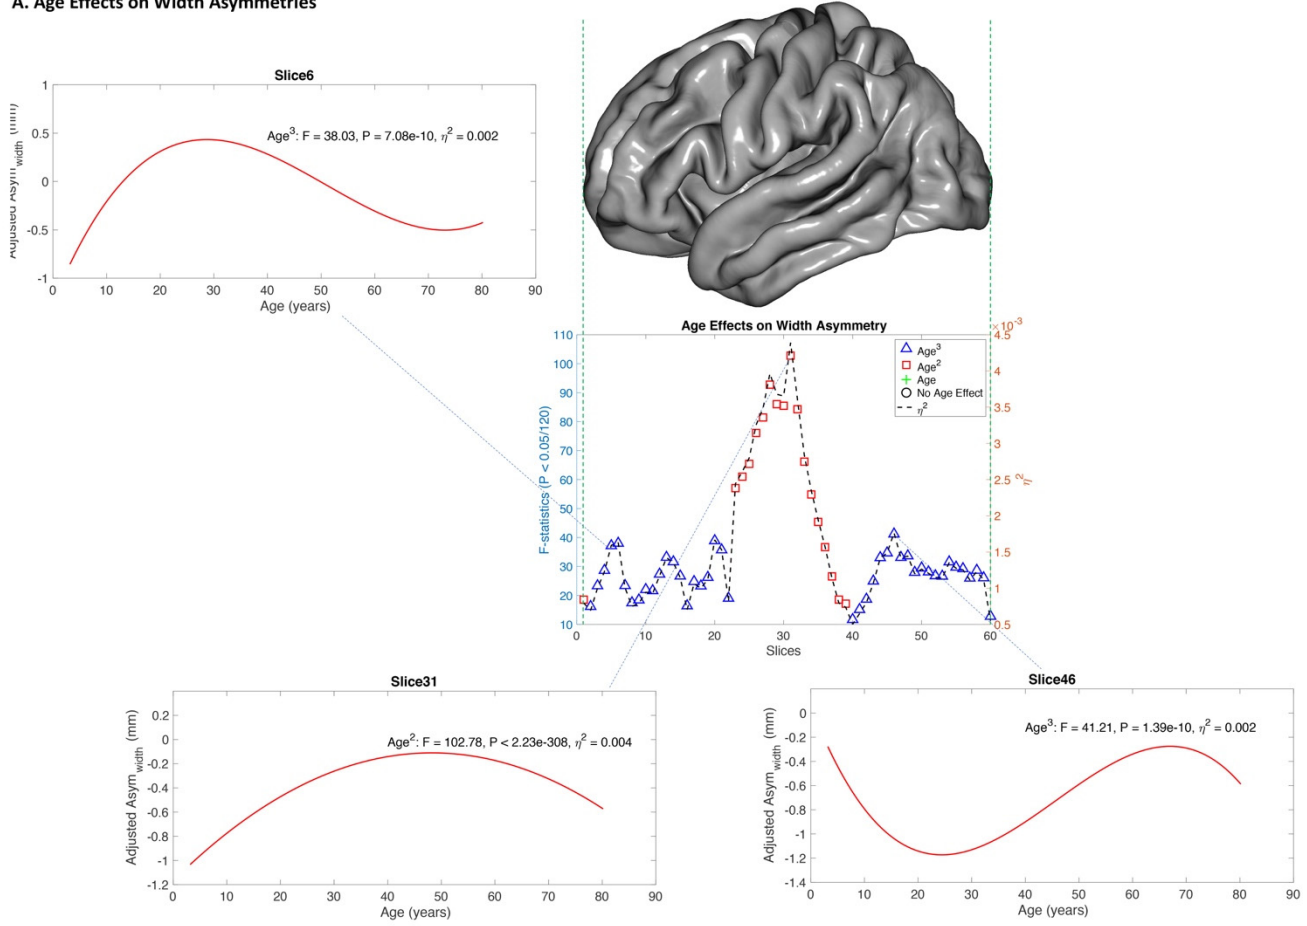 A. Age Effects on Width Asymmetries
Slice6
Adjusted Asym_width (mm)
1
0.5
0
-0.5
-1
Age³: F = 38.03, P = 7.08e-10, η² = 0.002
0 10 20 30 40 50 60 70 80 90
Age (years)
Age Effects on Width Asymmetry
F-statistics (P < 0.05/120)
110
100
90
80
70
60
50
40
30
20
10
×10⁻³
4.5
4
3.5
3
2.5
2
1.5
1
0.5
η²
Age³
Age²
Age
No Age Effect
η²
0 10 20 30 40 50 60
Slices
Slice31
Adjusted Asym_width (mm)
0.2
0
-0.2
-0.4
-0.6
-0.8
-1
-1.2
Age²: F = 102.78, P < 2.23e-308, η² = 0.004
0 10 20 30 40 50 60 70 80 90
Age (years)
Slice46
Adjusted Asym_width (mm)
0
-0.2
-0.4
-0.6
-0.8
-1
-1.2
-1.4
Age³: F = 41.21, P = 1.39e-10, η² = 0.002
0 10 20 30 40 50 60 70 80 90
Age (years)